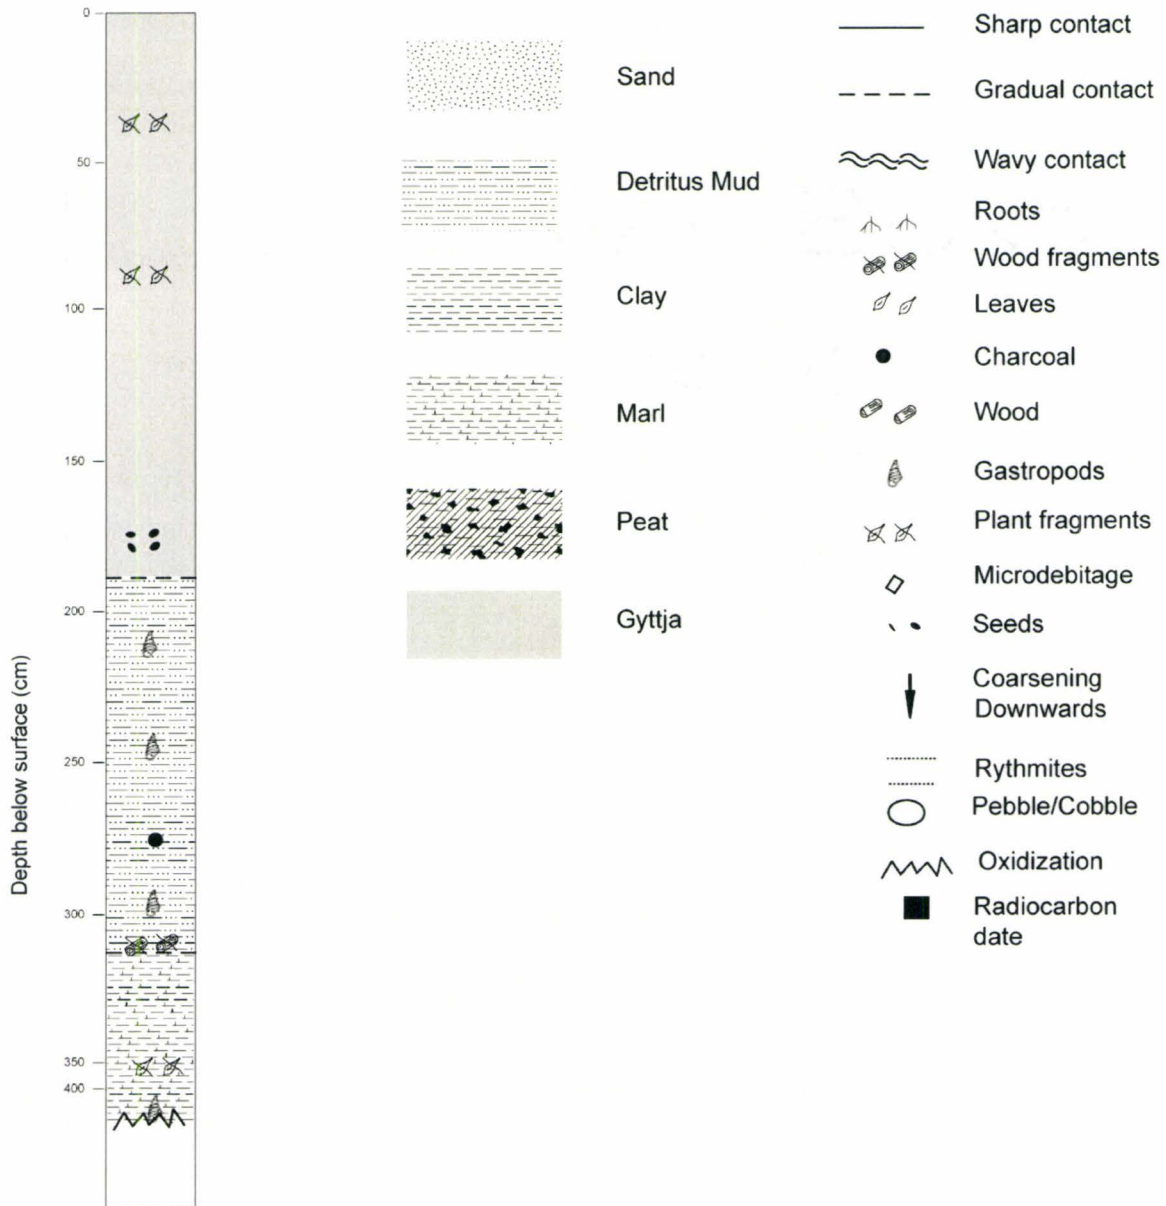 0
50
100
150
200
250
300
350
400
Depth below surface (cm)
Sand
Detritus Mud
Clay
Marl
Peat
Gyttja
Sharp contact
Gradual contact
Wavy contact
Roots
Wood fragments
Leaves
Charcoal
Wood
Gastropods
Plant fragments
Microdebitage
Seeds
Coarsening
Downwards
Rythmites
Pebble/Cobble
Oxidization
Radiocarbon
date